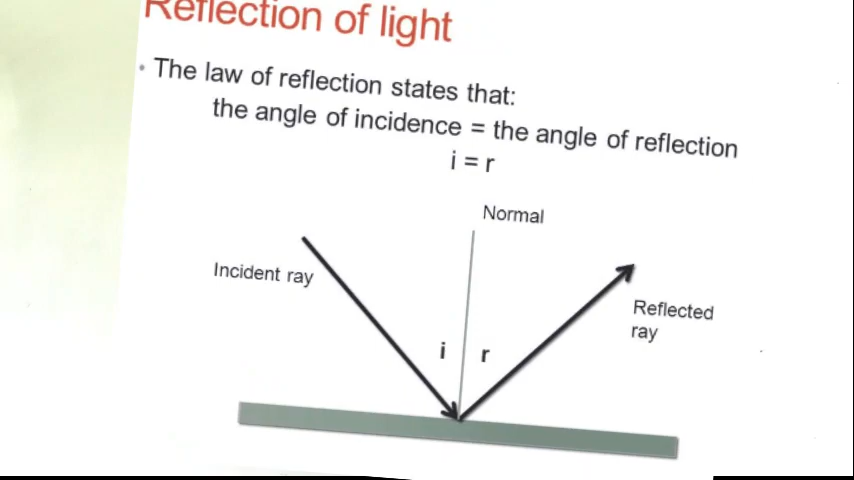 Reflection of light
• The law of reflection states that:
the angle of incidence = the angle of reflection
i = r
Normal
Incident ray
Reflected
ray
i r